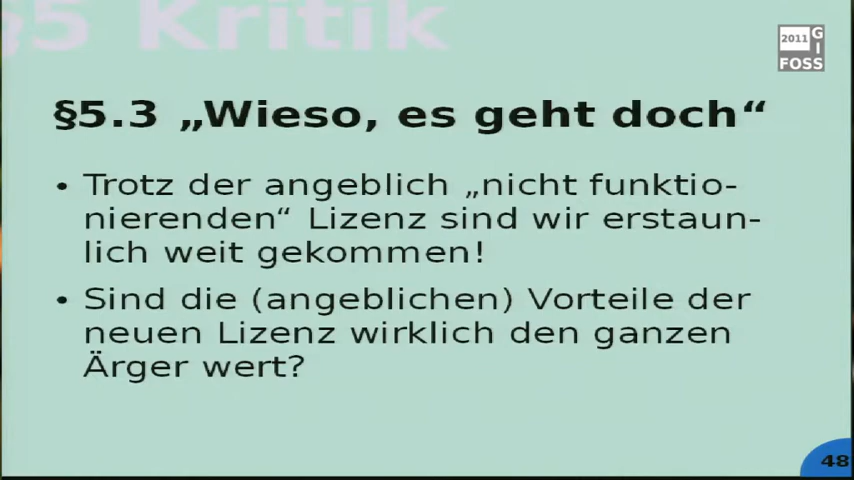 §5 Kritik
2011 G
I
FOSS
§5.3 „Wieso, es geht doch“
• Trotz der angeblich „nicht funktio-
nierenden“ Lizenz sind wir erstaun-
lich weit gekommen!
• Sind die (angeblichen) Vorteile der
neuen Lizenz wirklich den ganzen
Ärger wert?
48